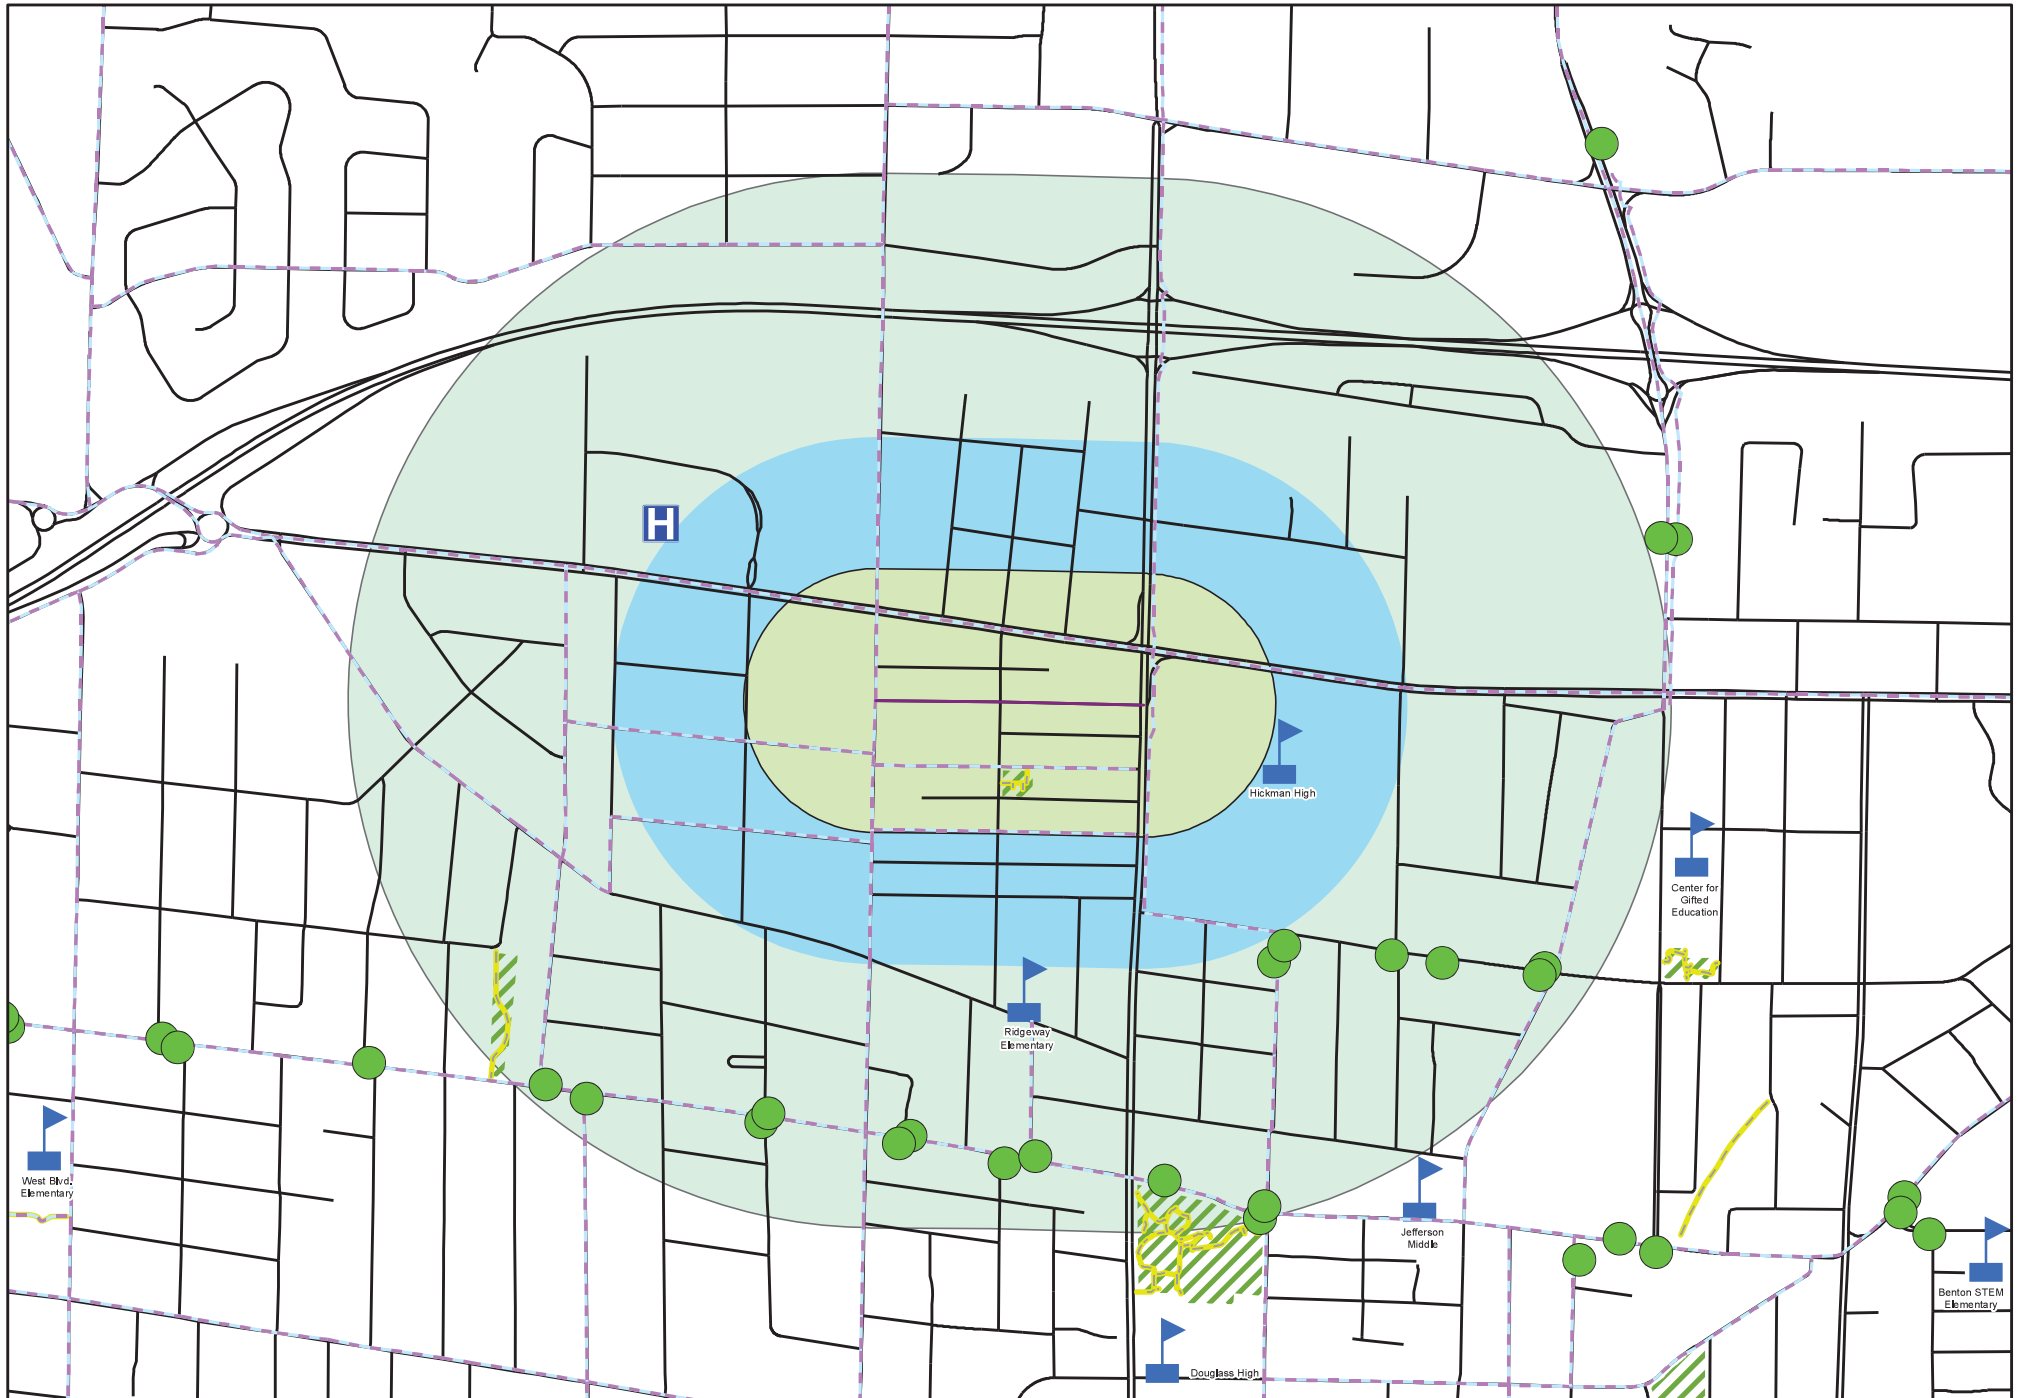 H
Hickman High
Center for
Gifted
Education
Ridgeway
Elementary
West Blvd.
Elementary
Jefferson
Middle
Benton STEM
Elementary
Douglass High